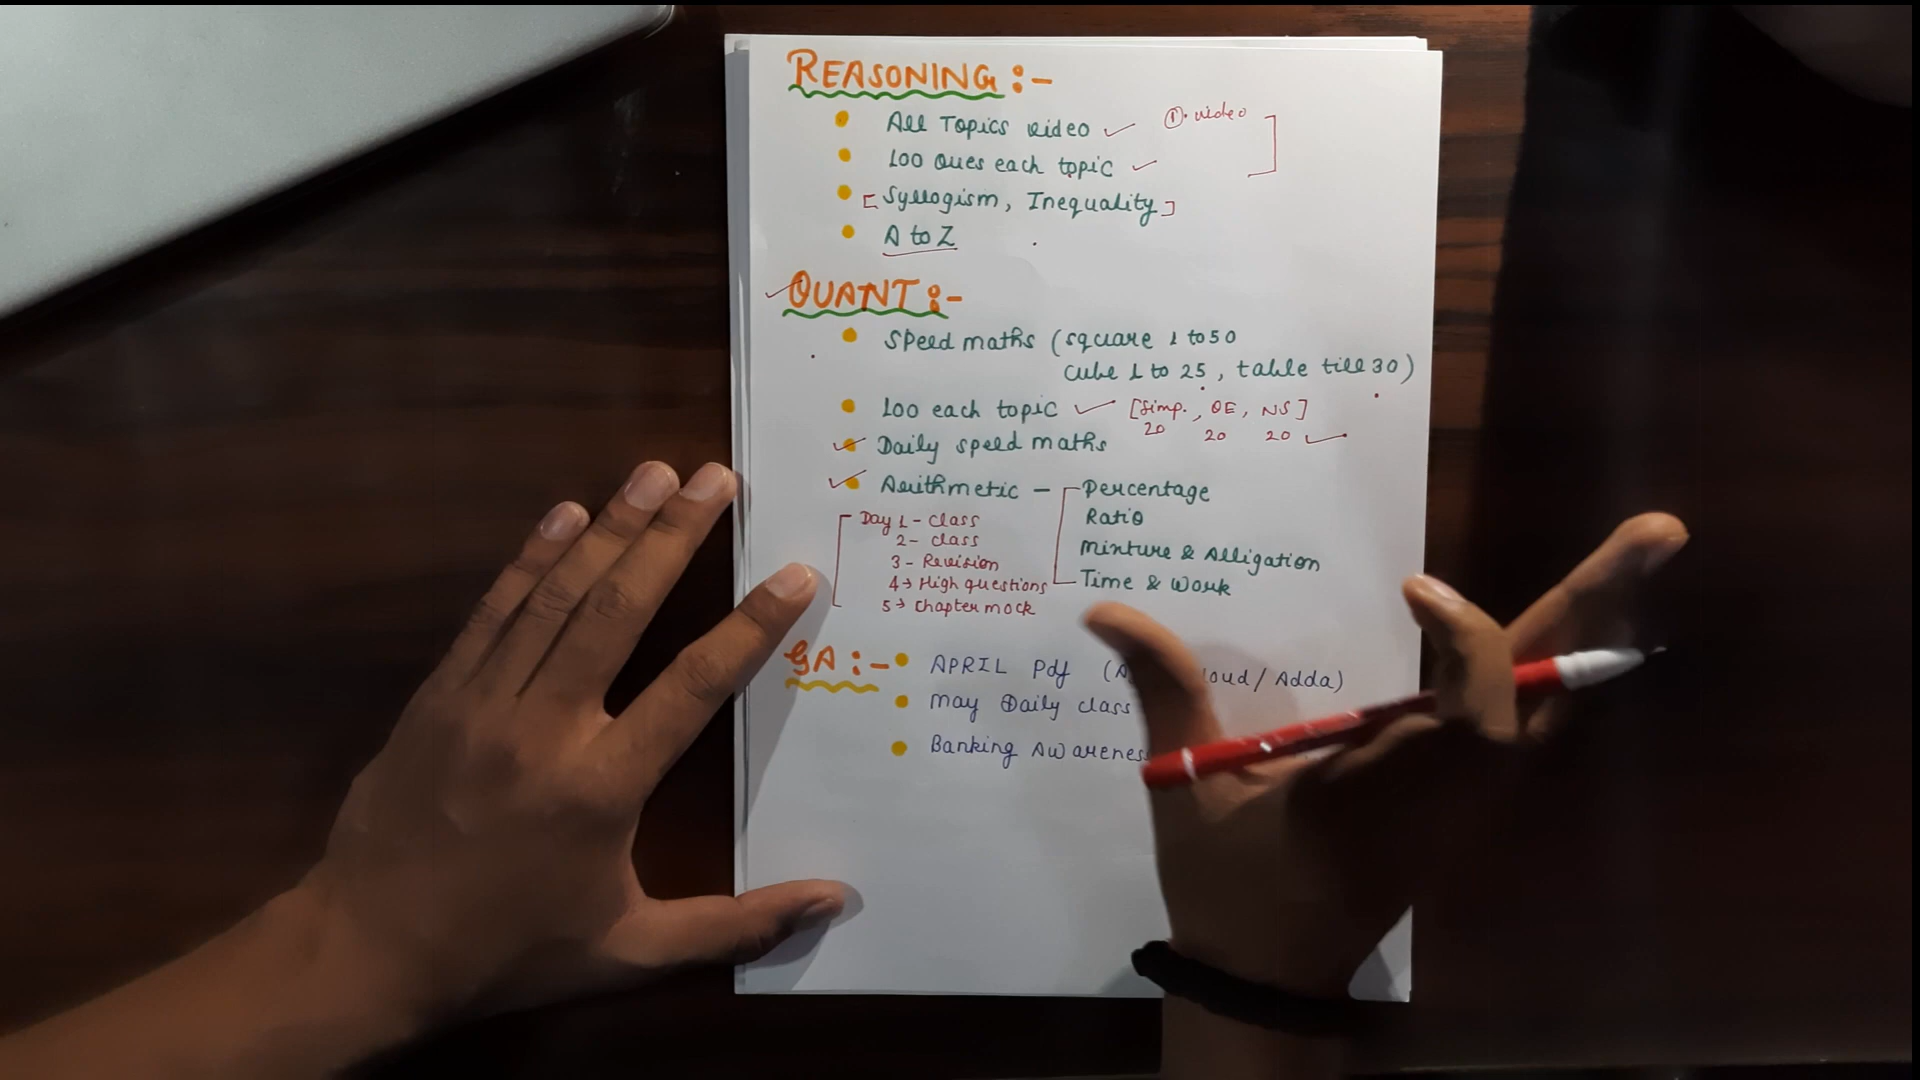 REASONING :-
All Topics video ① video
100 Ques each topic
[ Syllogism, Inequality ]
A to Z
QUANT :-
Speed maths (square 1 to 50
cube 1 to 25, table till 30)
100 each topic [Simp., QE, NS]
20 20 20
Daily speed maths
Arithmetic - Percentage
Ratio
Mixture & Alligation
Time & Work
Day 1 - class
2 - class
3 - Revision
4 → High questions
5 → Chapter mock
GA :- APRIL Pdf (A loud / Adda)
May Daily class
Banking Awareness